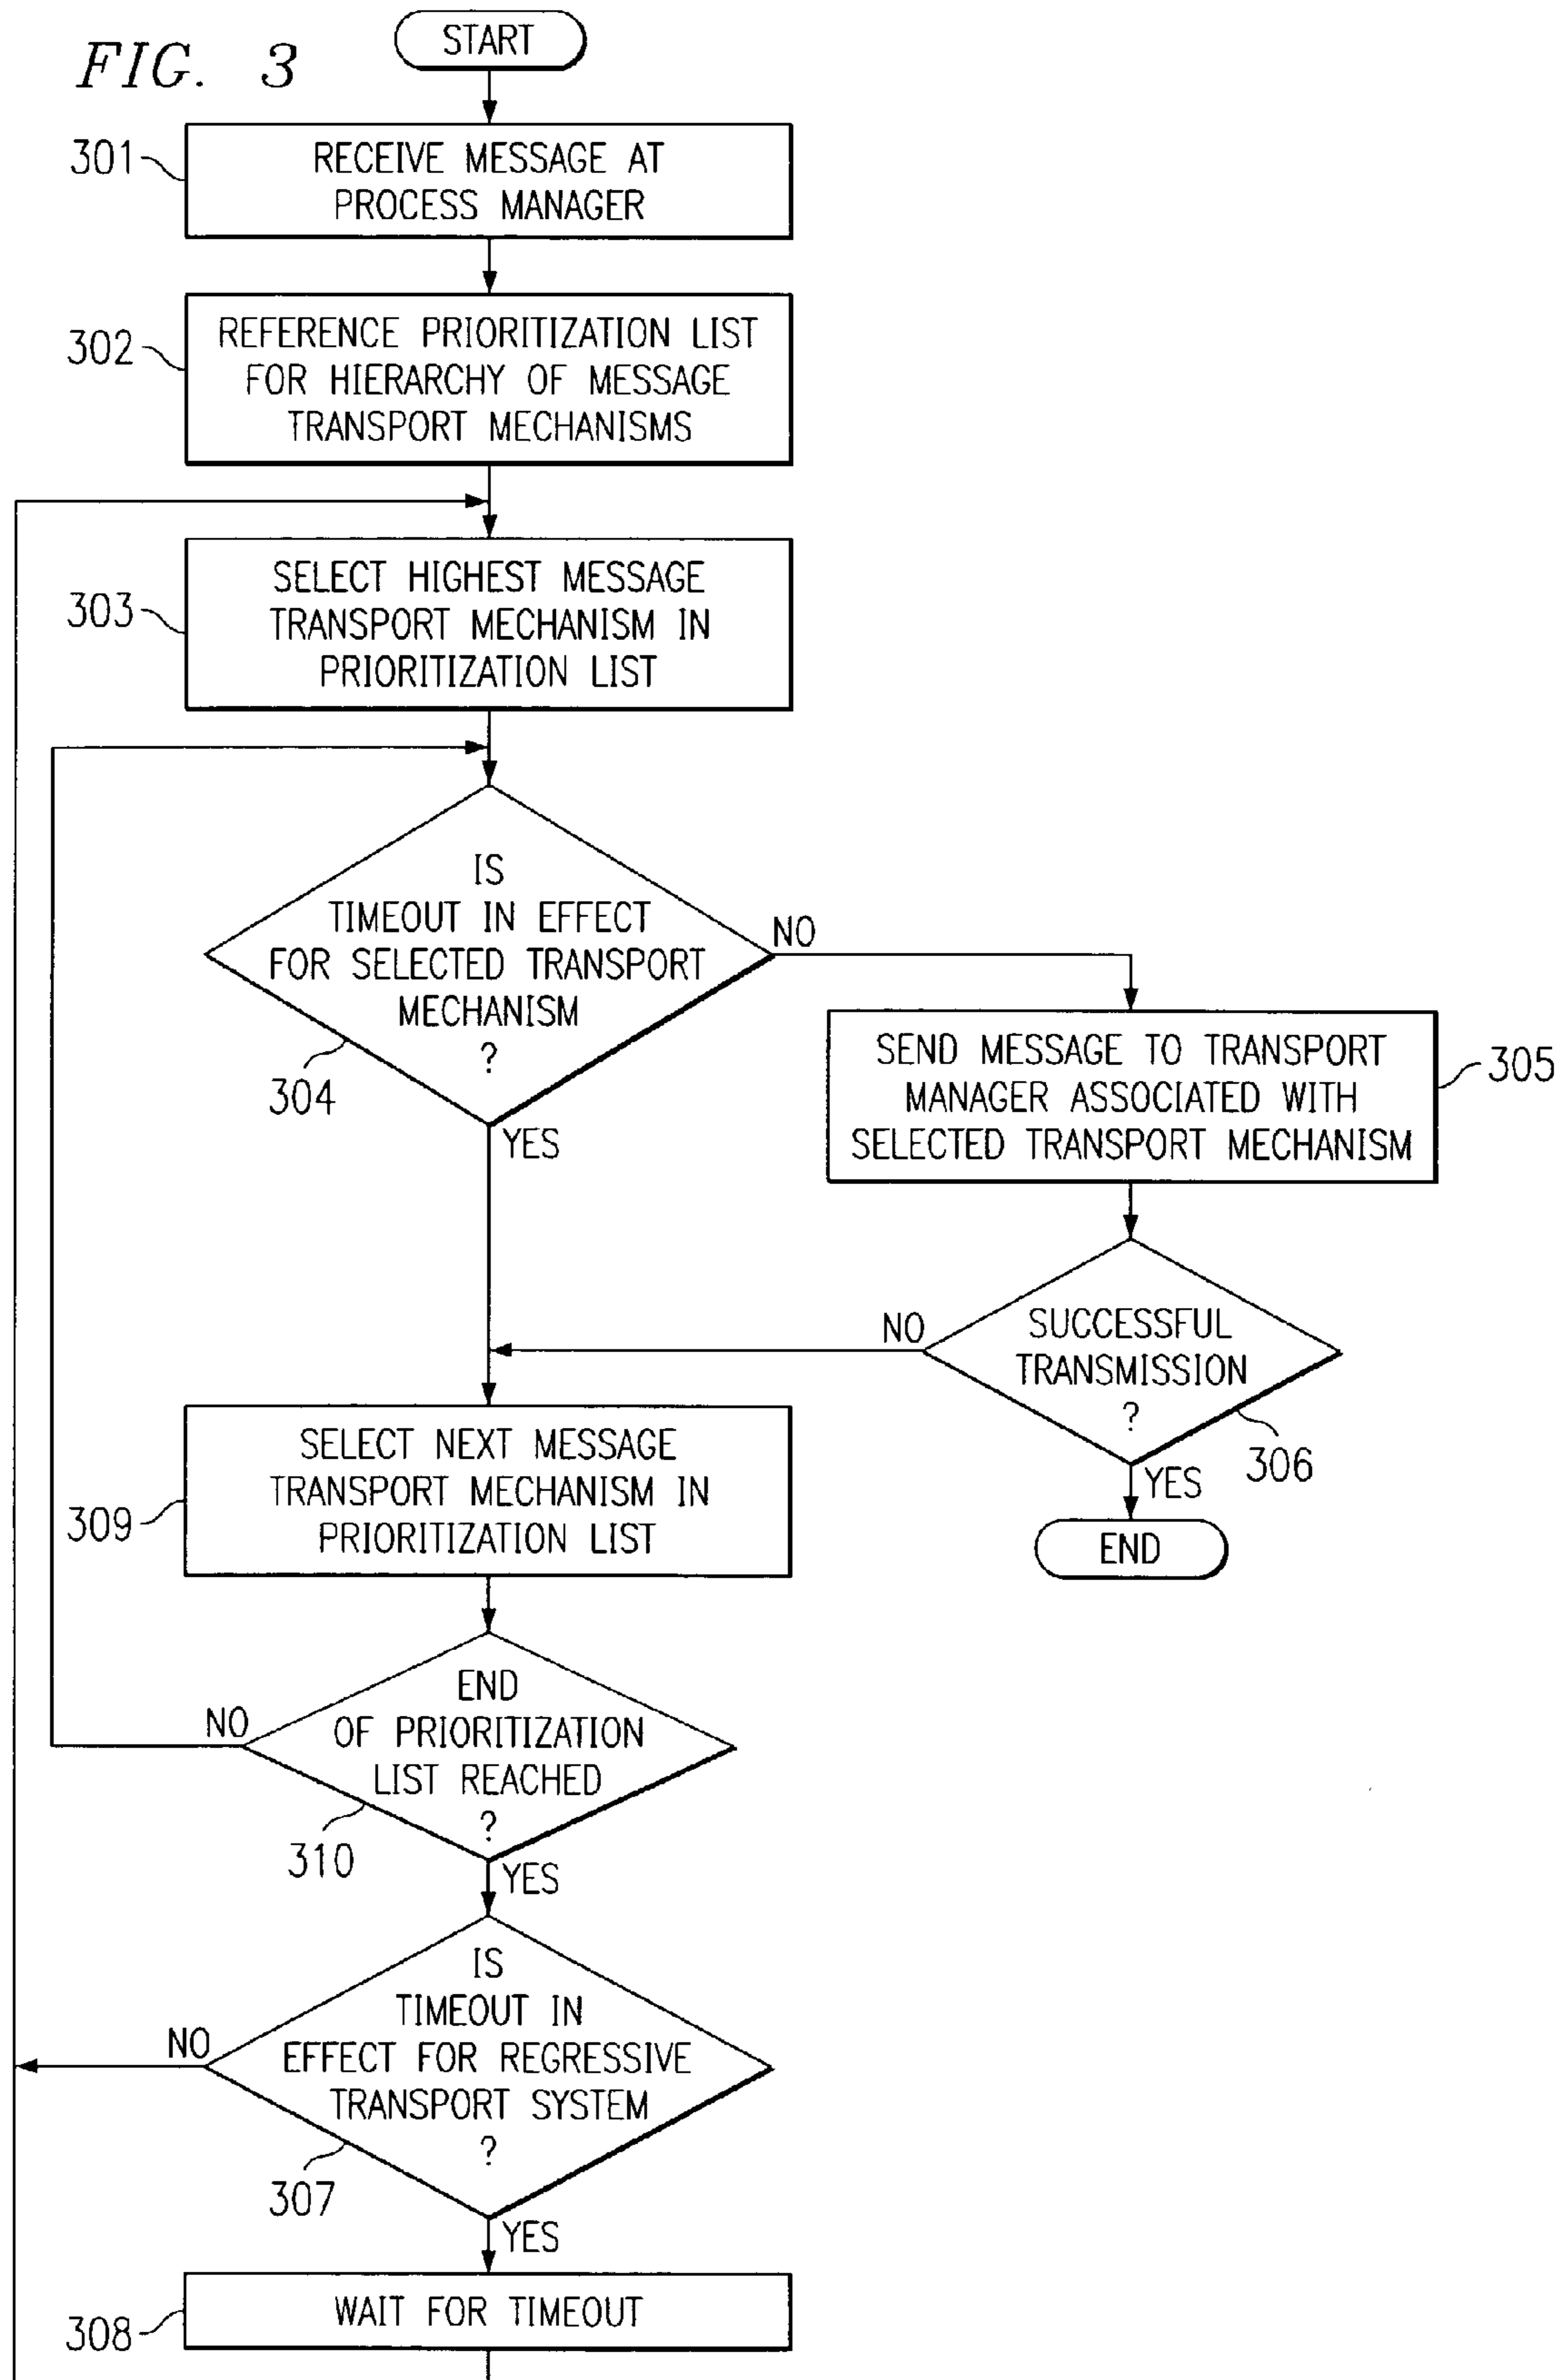 FIG. 3
START
301
RECEIVE MESSAGE AT
PROCESS MANAGER
302
REFERENCE PRIORITIZATION LIST
FOR HIERARCHY OF MESSAGE
TRANSPORT MECHANISMS
303
SELECT HIGHEST MESSAGE
TRANSPORT MECHANISM IN
PRIORITIZATION LIST
IS
TIMEOUT IN EFFECT
FOR SELECTED TRANSPORT
MECHANISM
?
304
NO
YES
SEND MESSAGE TO TRANSPORT
MANAGER ASSOCIATED WITH
SELECTED TRANSPORT MECHANISM
305
SUCCESSFUL
TRANSMISSION
?
306
NO
YES
END
309
SELECT NEXT MESSAGE
TRANSPORT MECHANISM IN
PRIORITIZATION LIST
END
OF PRIORITIZATION
LIST REACHED
?
310
NO
YES
IS
TIMEOUT IN
EFFECT FOR REGRESSIVE
TRANSPORT SYSTEM
?
307
NO
YES
308
WAIT FOR TIMEOUT